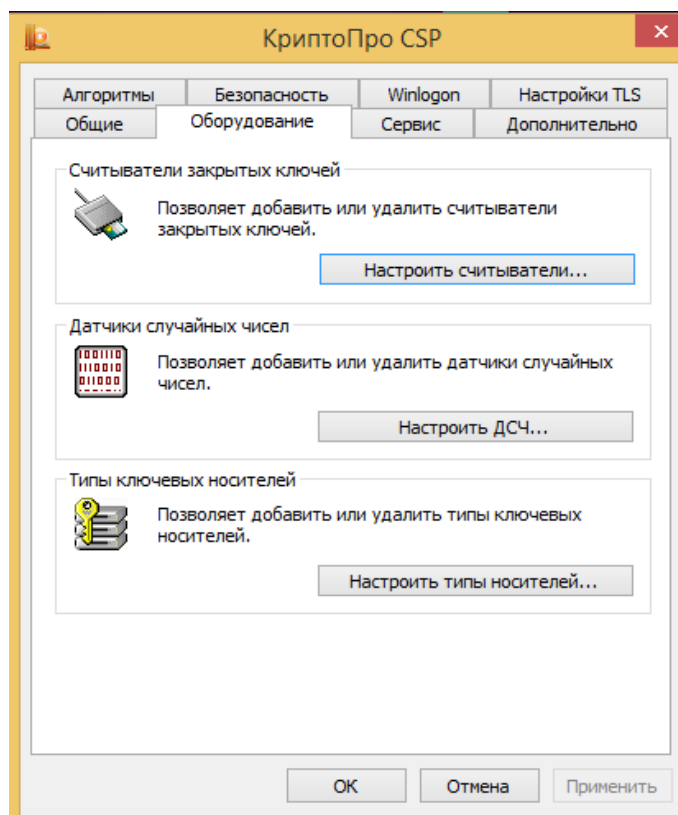 КриптоПро CSP
Алгоритмы Безопасность Winlogon Настройки TLS
Общие Оборудование Сервис Дополнительно
Считыватели закрытых ключей
Позволяет добавить или удалить считыватели
закрытых ключей.
Настроить считыватели...
Датчики случайных чисел
Позволяет добавить или удалить датчики случайных
чисел.
Настроить ДСЧ...
Типы ключевых носителей
Позволяет добавить или удалить типы ключевых
носителей.
Настроить типы носителей...
ОК Отмена Применить